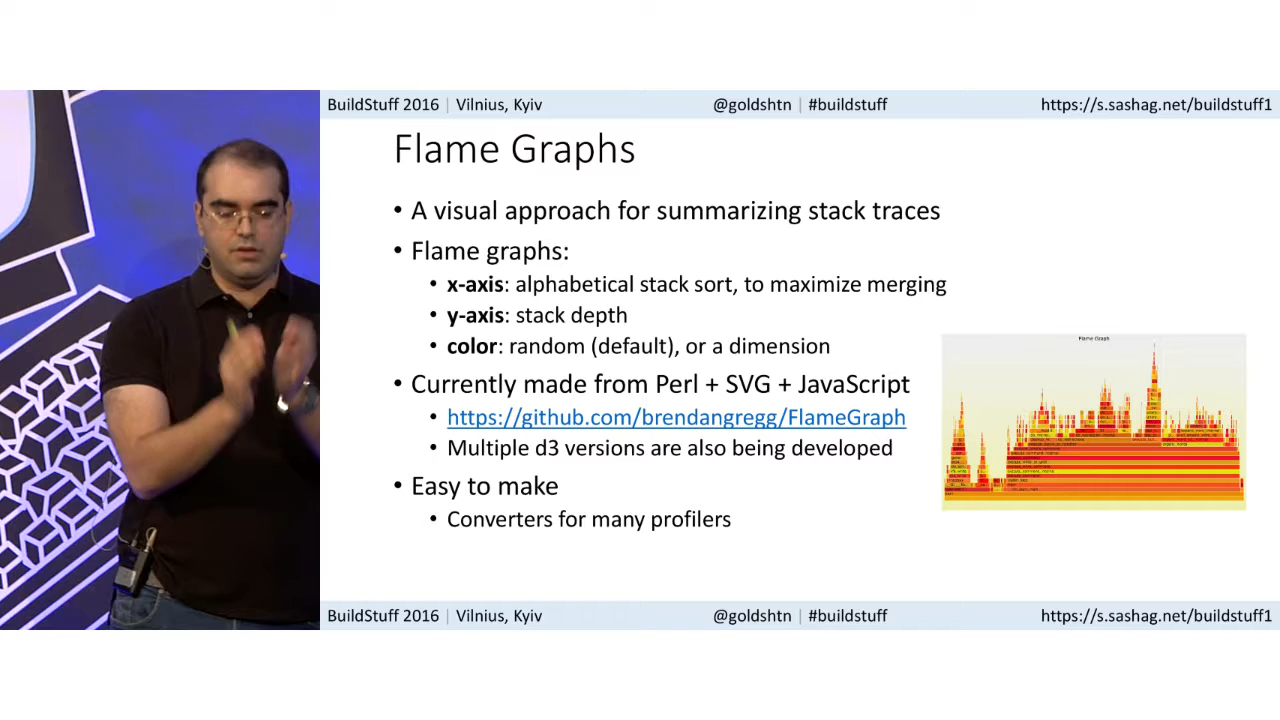 BuildStuff 2016 | Vilnius, Kyiv @goldshtn | #buildstuff https://s.sashag.net/buildstuff1
Flame Graphs
• A visual approach for summarizing stack traces
• Flame graphs:
• x-axis: alphabetical stack sort, to maximize merging
• y-axis: stack depth
• color: random (default), or a dimension
Flame Graph
• Currently made from Perl + SVG + JavaScript
• https://github.com/brendangregg/FlameGraph
• Multiple d3 versions are also being developed
• Easy to make
• Converters for many profilers
BuildStuff 2016 | Vilnius, Kyiv @goldshtn | #buildstuff https://s.sashag.net/buildstuff1